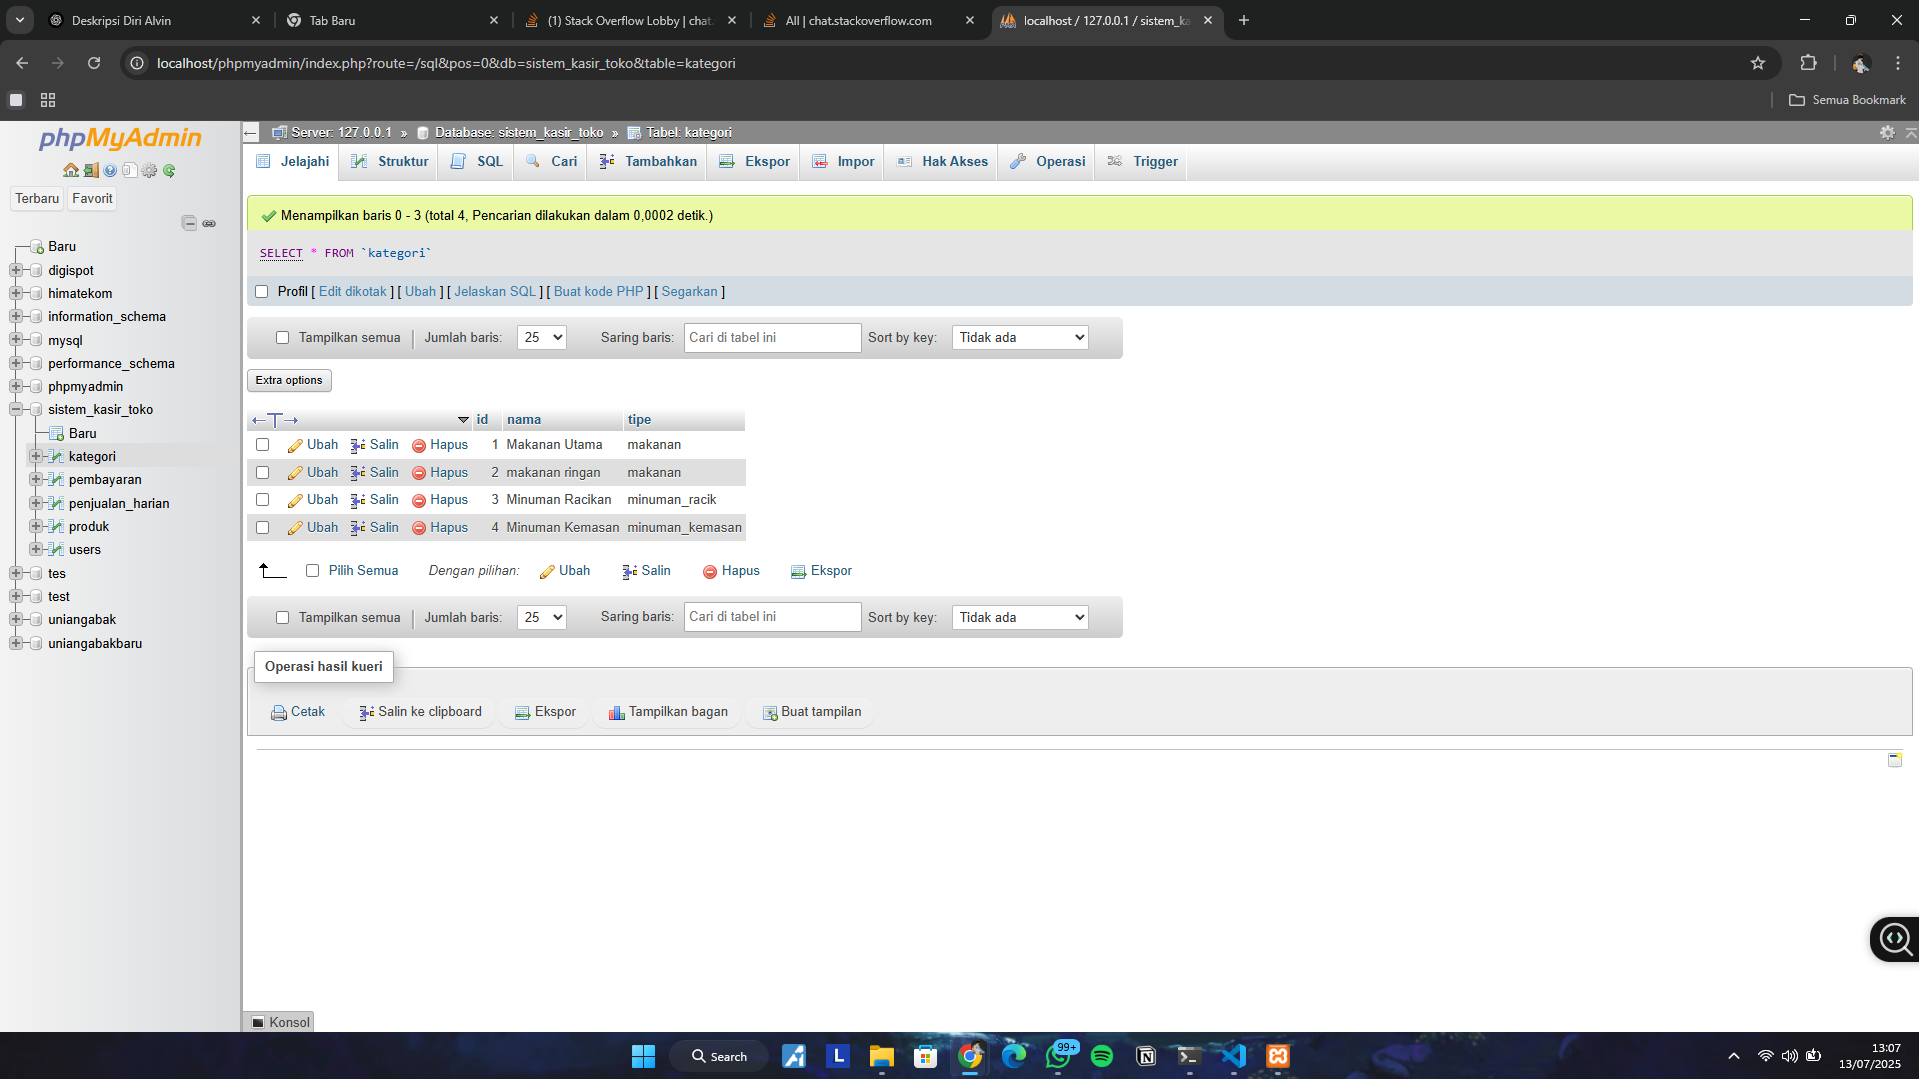 Deskripsi Diri Alvin
Tab Baru
(1) Stack Overflow Lobby | chat.
All | chat.stackoverflow.com
localhost / 127.0.0.1 / sistem_ka
localhost/phpmyadmin/index.php?route=/sql&pos=0&db=sistem_kasir_toko&table=kategori
Semua Bookmark
phpMyAdmin
Terbaru Favorit
Baru
digispot
himatekom
information_schema
mysql
performance_schema
phpmyadmin
sistem_kasir_toko
Baru
kategori
pembayaran
penjualan_harian
produk
users
tes
test
uniangabak
uniangabakbaru
Server: 127.0.0.1 » Database: sistem_kasir_toko » Tabel: kategori
Jelajahi Struktur SQL Cari Tambahkan Ekspor Impor Hak Akses Operasi Trigger
Menampilkan baris 0 - 3 (total 4, Pencarian dilakukan dalam 0,0002 detik.)
SELECT * FROM `kategori`
Profil [ Edit dikotak ] [ Ubah ] [ Jelaskan SQL ] [ Buat kode PHP ] [ Segarkan ]
Tampilkan semua Jumlah baris: 25 Saring baris: Cari di tabel ini Sort by key: Tidak ada
Extra options
id nama tipe
Ubah Salin Hapus 1 Makanan Utama makanan
Ubah Salin Hapus 2 makanan ringan makanan
Ubah Salin Hapus 3 Minuman Racikan minuman_racik
Ubah Salin Hapus 4 Minuman Kemasan minuman_kemasan
Pilih Semua Dengan pilihan: Ubah Salin Hapus Ekspor
Tampilkan semua Jumlah baris: 25 Saring baris: Cari di tabel ini Sort by key: Tidak ada
Operasi hasil kueri
Cetak Salin ke clipboard Ekspor Tampilkan bagan Buat tampilan
Konsol
Search
99+
13:07
13/07/2025